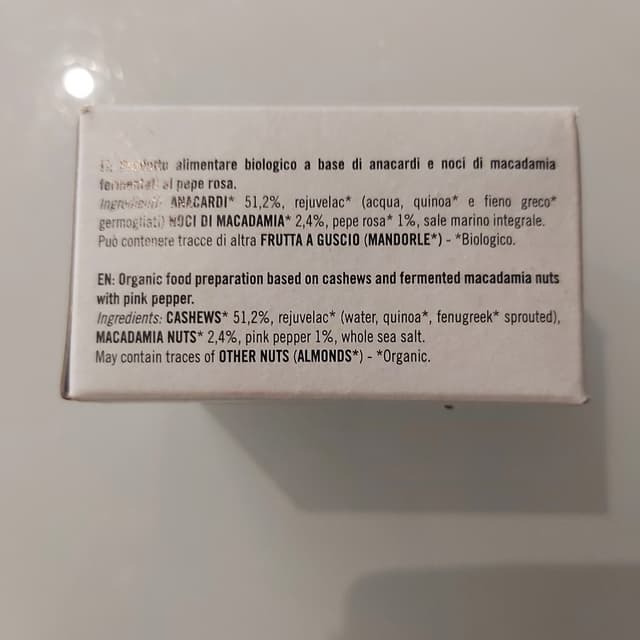 alimentare biologico a base di anacardi e noci di macadamia
fermentati al pepe rosa.
Ingredienti: ANACARDI* 51,2%, rejuvelac* (acqua, quinoa* e fieno greco*
germogliati) NOCI DI MACADAMIA* 2,4%, pepe rosa* 1%, sale marino integrale.
Può contenere tracce di altra FRUTTA A GUSCIO (MANDORLE*) - *Biologico.
EN: Organic food preparation based on cashews and fermented macadamia nuts
with pink pepper.
Ingredients: CASHEWS* 51,2%, rejuvelac* (water, quinoa*, fenugreek* sprouted),
MACADAMIA NUTS* 2,4%, pink pepper 1%, whole sea salt.
May contain traces of OTHER NUTS (ALMONDS*) - *Organic.